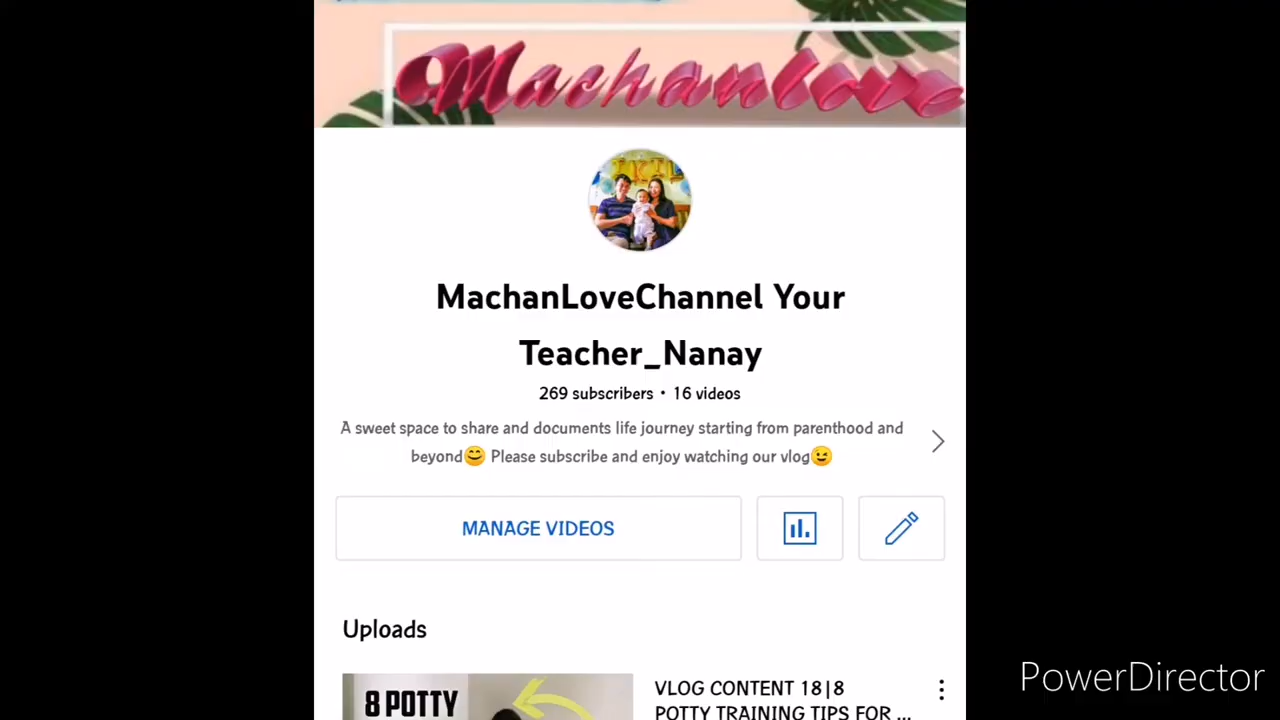 Machanlove
MachanLoveChannel Your
Teacher_Nanay
269 subscribers • 16 videos
A sweet space to share and documents life journey starting from parenthood and
beyond😊 Please subscribe and enjoy watching our vlog😉
MANAGE VIDEOS
Uploads
8 POTTY
VLOG CONTENT 18|8
POTTY TRAINING TIPS FOR ...
PowerDirector